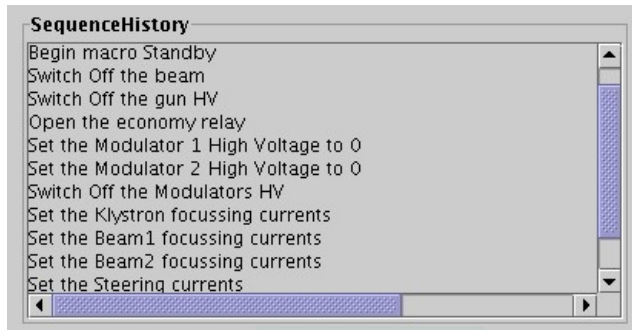 SequenceHistory
Begin macro Standby
Switch Off the beam
Switch Off the gun HV
Open the economy relay
Set the Modulator 1 High Voltage to 0
Set the Modulator 2 High Voltage to 0
Switch Off the Modulators HV
Set the Klystron focussing currents
Set the Beam1 focussing currents
Set the Beam2 focussing currents
Set the Steering currents